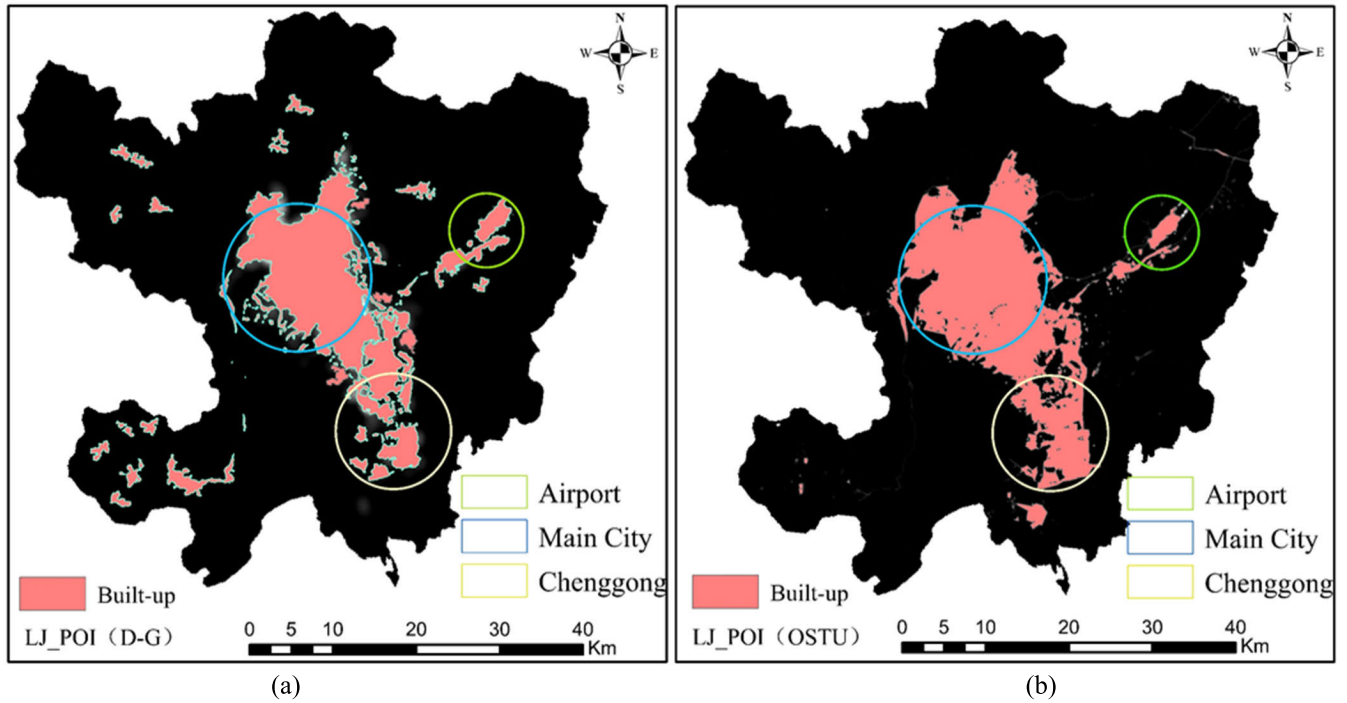 N
W E
S
Airport
Main City
Chenggong
Built-up
LJ_POI（D-G）
0 5 10 20 30 40
Km
(a)
N
W E
S
Airport
Main City
Chenggong
Built-up
LJ_POI（OSTU）
0 5 10 20 30 40
Km
(b)